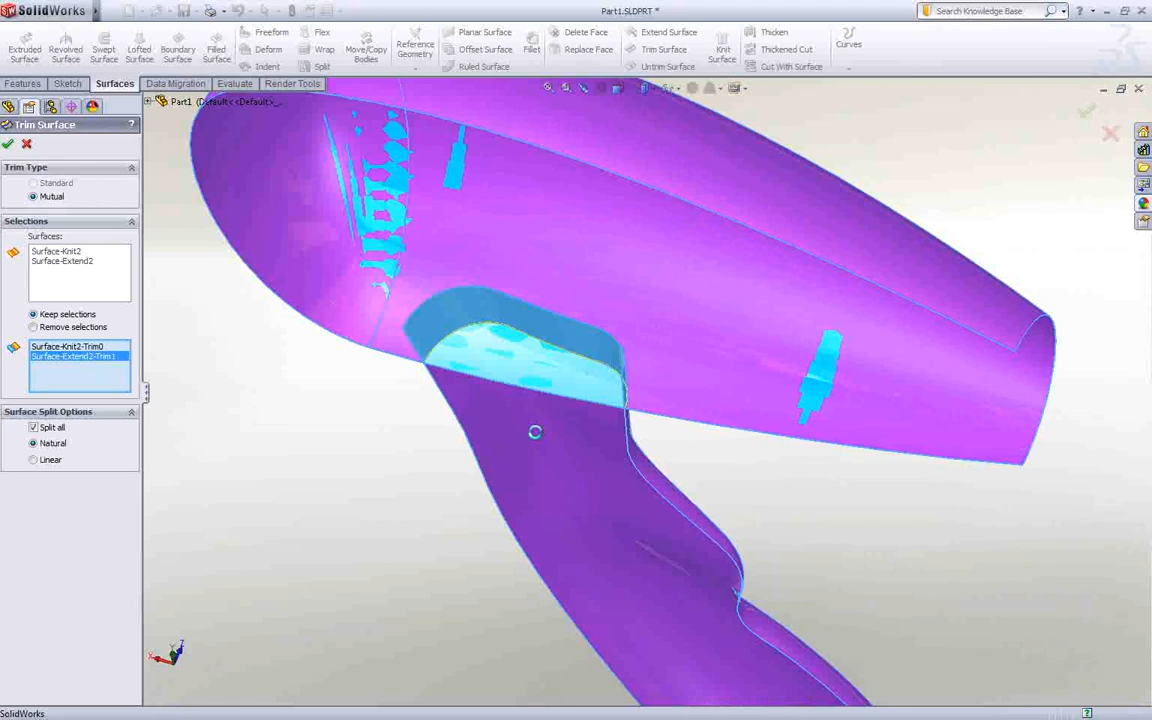 SolidWorks
Part1.SLDPRT *
Search Knowledge Base
Extruded Surface
Revolved Surface
Swept Surface
Lofted Surface
Boundary Surface
Filled Surface
Freeform
Deform
Indent
Flex
Wrap
Split
Move/Copy Bodies
Reference Geometry
Planar Surface
Offset Surface
Ruled Surface
Fillet
Delete Face
Replace Face
Extend Surface
Trim Surface
Untrim Surface
Knit Surface
Thicken
Thickened Cut
Cut With Surface
Curves
Features
Sketch
Surfaces
Data Migration
Evaluate
Render Tools
Part1 (Default<<Default>_...
Trim Surface
?
Trim Type
Standard
Mutual
Selections
Surfaces:
Surface-Knit2
Surface-Extend2
Keep selections
Remove selections
Surface-Knit2-Trim0
Surface-Extend2-Trim1
Surface Split Options
Split all
Natural
Linear
X
Z
SolidWorks